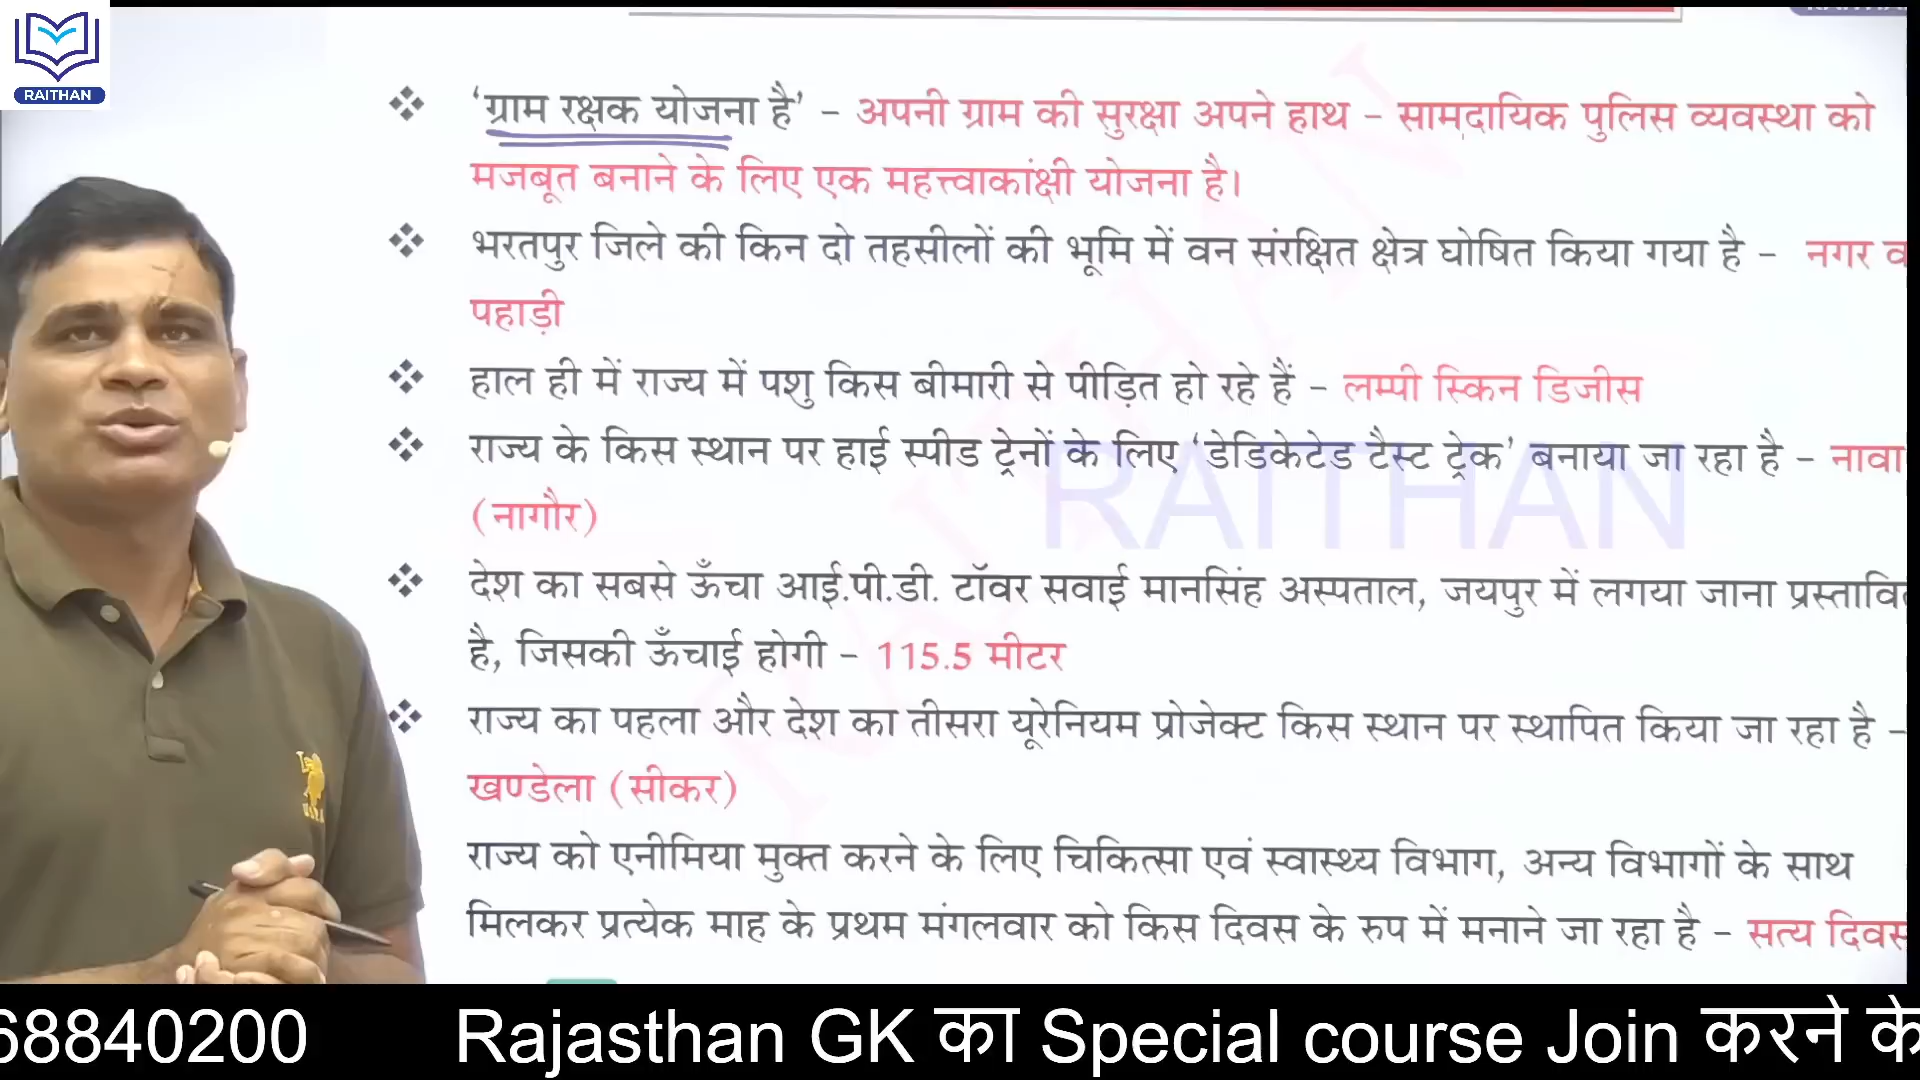 RAITHAN
‘ग्राम रक्षक योजना है’ – अपनी ग्राम की सुरक्षा अपने हाथ – सामुदायिक पुलिस व्यवस्था को
मजबूत बनाने के लिए एक महत्त्वाकांक्षी योजना है।
भरतपुर जिले की किन दो तहसीलों की भूमि में वन संरक्षित क्षेत्र घोषित किया गया है – नगर व
पहाड़ी
हाल ही में राज्य में पशु किस बीमारी से पीड़ित हो रहे हैं – लम्पी स्किन डिजीस
राज्य के किस स्थान पर हाई स्पीड ट्रेनों के लिए ‘डेडिकेटेड टैस्ट ट्रेक’ बनाया जा रहा है – नावा
(नागौर)
RAITHAN
देश का सबसे ऊँचा आई.पी.डी. टॉवर सवाई मानसिंह अस्पताल, जयपुर में लगया जाना प्रस्तावित
है, जिसकी ऊँचाई होगी – 115.5 मीटर
राज्य का पहला और देश का तीसरा यूरेनियम प्रोजेक्ट किस स्थान पर स्थापित किया जा रहा है –
खण्डेला (सीकर)
राज्य को एनीमिया मुक्त करने के लिए चिकित्सा एवं स्वास्थ्य विभाग, अन्य विभागों के साथ
मिलकर प्रत्येक माह के प्रथम मंगलवार को किस दिवस के रुप में मनाने जा रहा है – सत्य दिवस
68840200 Rajasthan GK का Special course Join करने के